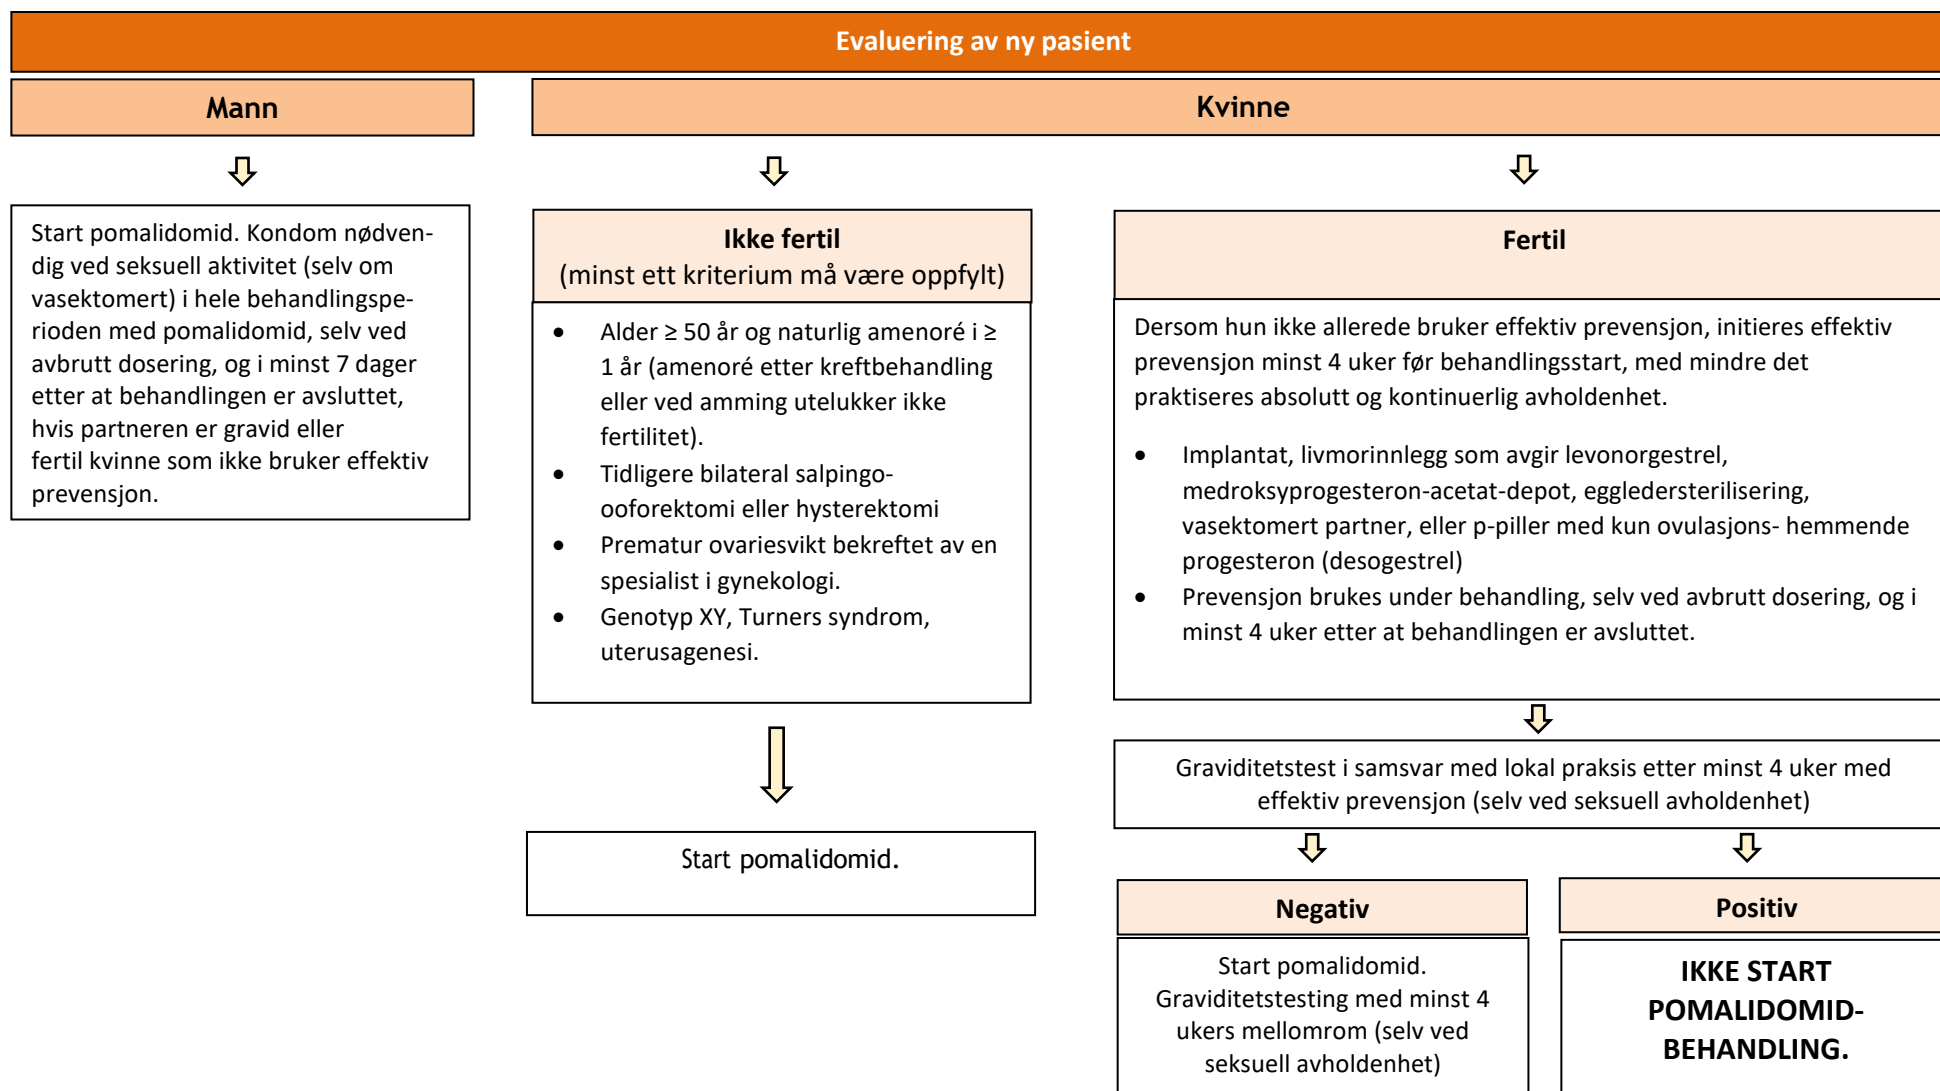 Evaluering av ny pasient
Mann
Kvinne
Start pomalidomid. Kondom nødven-
dig ved seksuell aktivitet (selv om
vasektomert) i hele behandlingspe-
rioden med pomalidomid, selv ved
avbrutt dosering, og i minst 7 dager
etter at behandlingen er avsluttet,
hvis partneren er gravid eller
fertil kvinne som ikke bruker effektiv
prevensjon.
Ikke fertil
(minst ett kriterium må være oppfylt)
• Alder ≥ 50 år og naturlig amenoré i ≥
1 år (amenoré etter kreftbehandling
eller ved amming utelukker ikke
fertilitet).
• Tidligere bilateral salpingo-
ooforektomi eller hysterektomi
• Prematur ovariesvikt bekreftet av en
spesialist i gynekologi.
• Genotyp XY, Turners syndrom,
uterusagenesi.
Start pomalidomid.
Fertil
Dersom hun ikke allerede bruker effektiv prevensjon, initieres effektiv
prevensjon minst 4 uker før behandlingsstart, med mindre det
praktiseres absolutt og kontinuerlig avholdenhet.
• Implantat, livmorinnlegg som avgir levonorgestrel,
medroksyprogesteron-acetat-depot, eggledersterilisering,
vasektomert partner, eller p-piller med kun ovulasjons- hemmende
progesteron (desogestrel)
• Prevensjon brukes under behandling, selv ved avbrutt dosering, og i
minst 4 uker etter at behandlingen er avsluttet.
Graviditetstest i samsvar med lokal praksis etter minst 4 uker med
effektiv prevensjon (selv ved seksuell avholdenhet)
Negativ
Start pomalidomid.
Graviditetstesting med minst 4
ukers mellomrom (selv ved
seksuell avholdenhet)
Positiv
IKKE START
POMALIDOMID-
BEHANDLING.